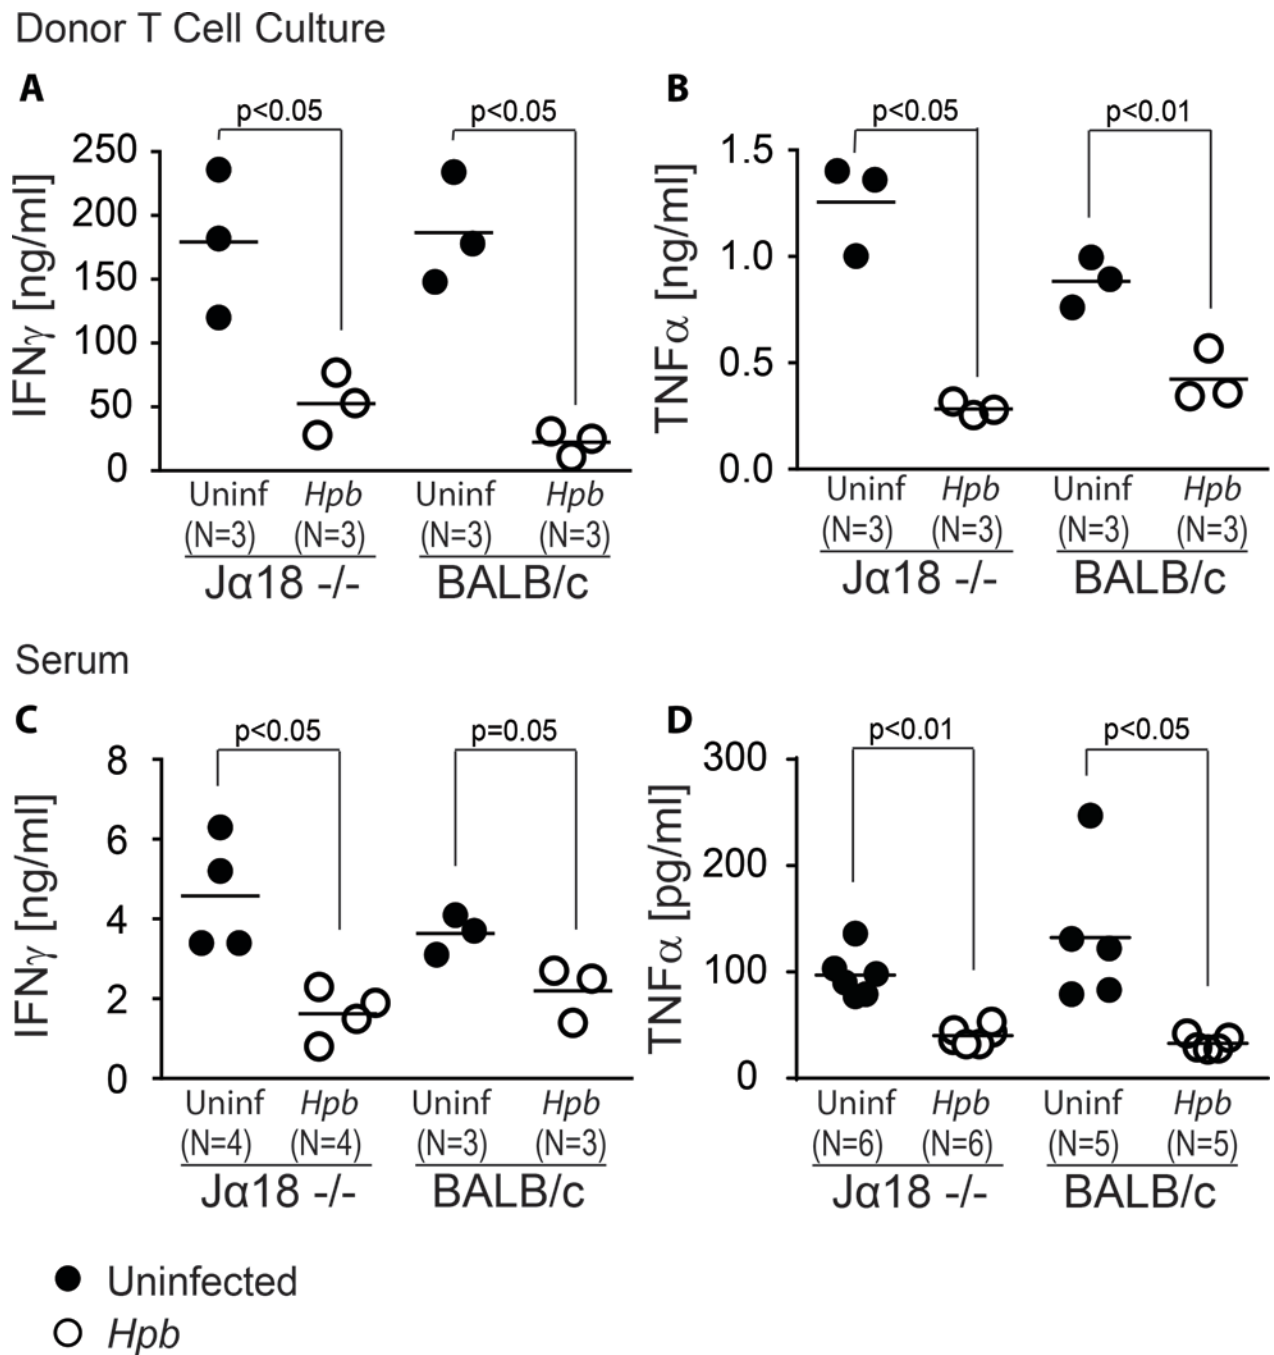 Donor T Cell Culture
A
p<0.05
p<0.05
IFNγ [ng/ml]
250
200
150
100
50
0
Uninf Hpb Uninf Hpb
(N=3) (N=3) (N=3) (N=3)
Jα18 -/- BALB/c
B
p<0.05
p<0.01
TNFα [ng/ml]
1.5
1.0
0.5
0.0
Uninf Hpb Uninf Hpb
(N=3) (N=3) (N=3) (N=3)
Jα18 -/- BALB/c
Serum
C
p<0.05
p=0.05
IFNγ [ng/ml]
8
6
4
2
0
Uninf Hpb Uninf Hpb
(N=4) (N=4) (N=3) (N=3)
Jα18 -/- BALB/c
D
p<0.01
p<0.05
TNFα [pg/ml]
300
200
100
0
Uninf Hpb Uninf Hpb
(N=6) (N=6) (N=5) (N=5)
Jα18 -/- BALB/c
Uninfected
Hpb